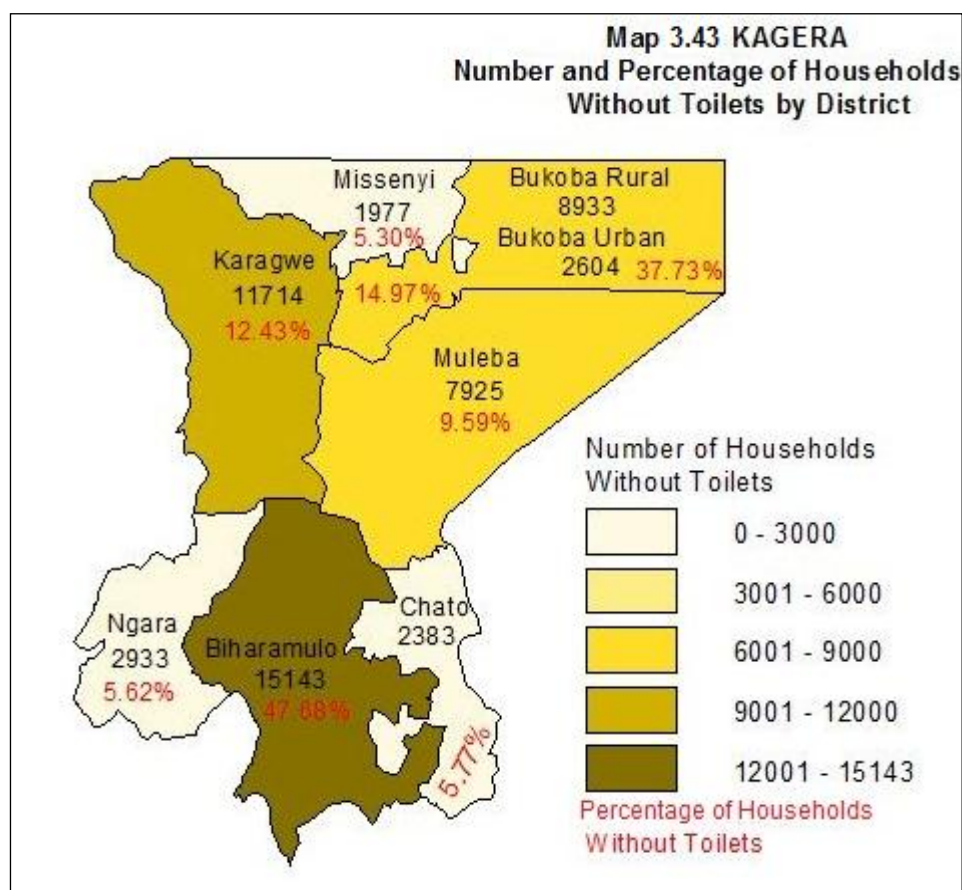 Map 3.43 KAGERA
Number and Percentage of Households
Without Toilets by District
Missenyi
1977
5.30%
Bukoba Rural
8933
Bukoba Urban
2604 37.73%
Karagwe
11714
12.43%
14.97%
Muleba
7925
9.59%
Ngara
2933
5.62%
Biharamulo
15143
47.68%
Chato
2383
5.77%
Number of Households
Without Toilets
0 - 3000
3001 - 6000
6001 - 9000
9001 - 12000
12001 - 15143
Percentage of Households
Without Toilets